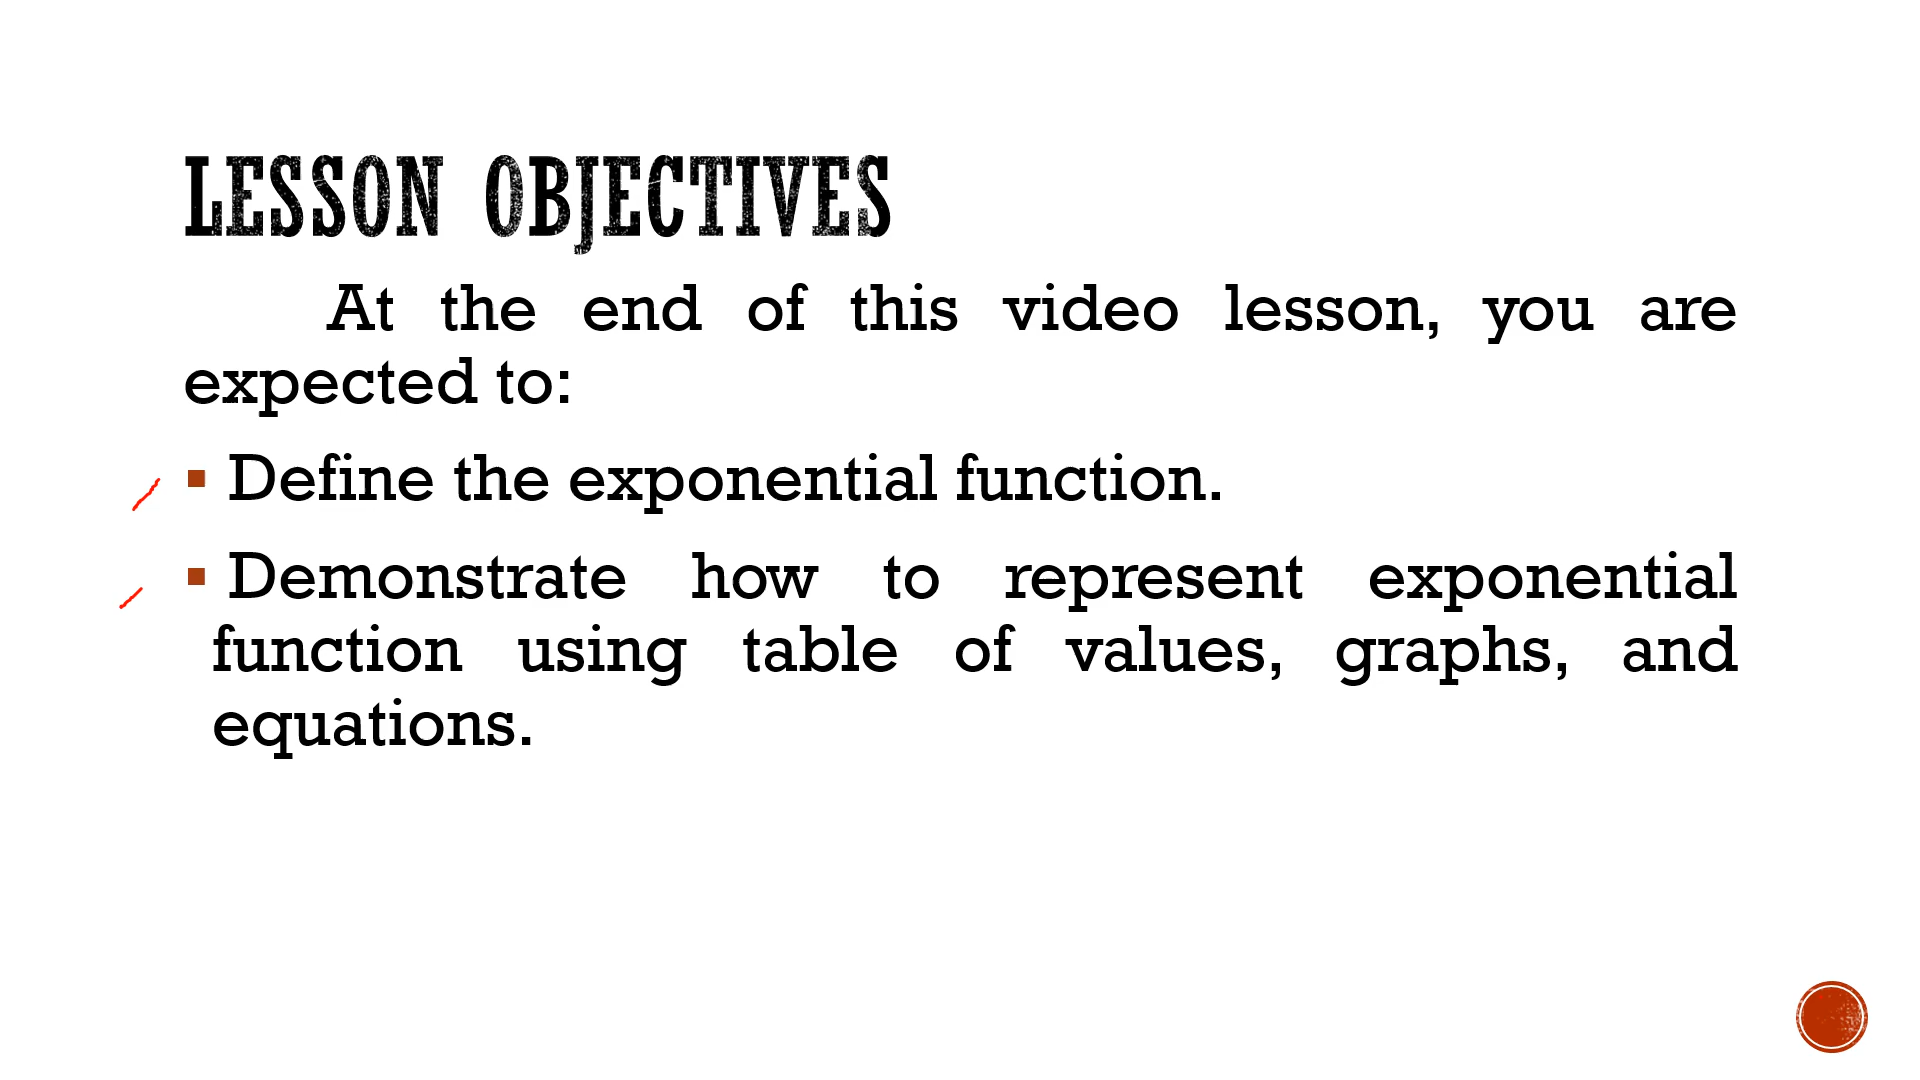 LESSON OBJECTIVES
At the end of this video lesson, you are
expected to:
▪ Define the exponential function.
▪ Demonstrate how to represent exponential
function using table of values, graphs, and
equations.